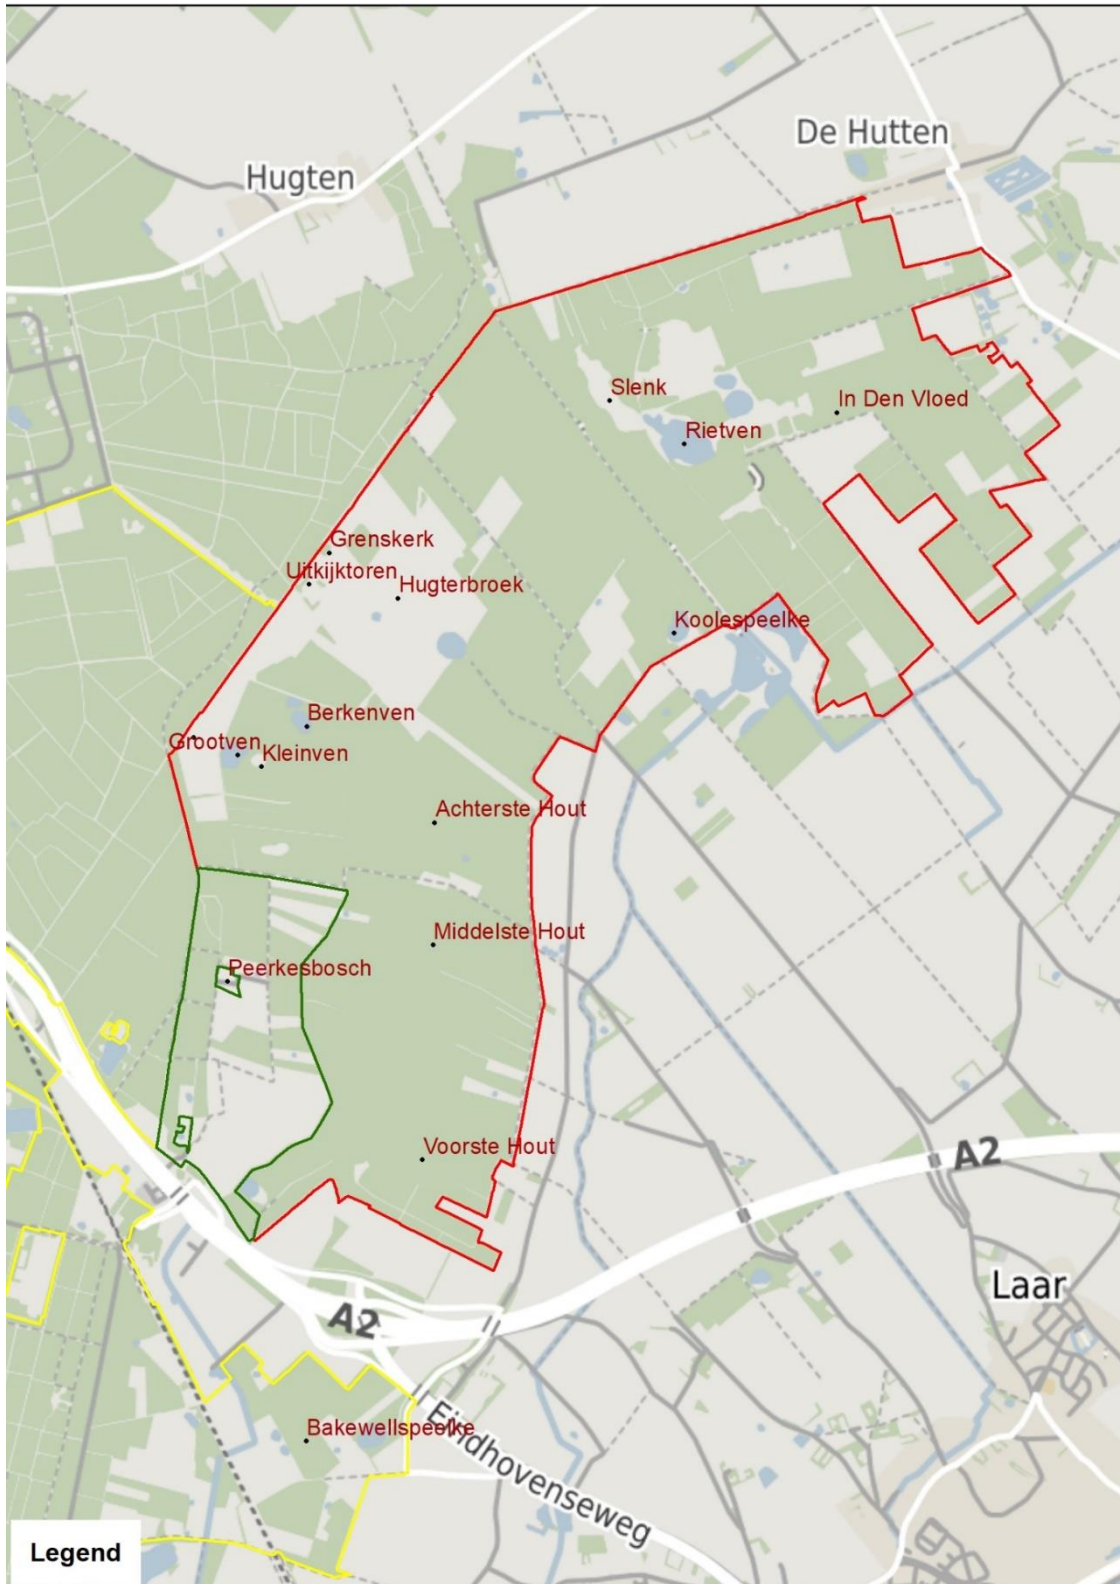 De Hutten
Hugten
Slenk
In Den Vloed
Rietven
Grenskerk
Uitkijktoren
Hugterbroek
Koolespeelke
Berkenven
Grootven
Kleinven
Achterste Hout
Middelste Hout
Peerkesbosch
Voorste Hout
A2
Laar
A2
Bakewellspeelke
Eindhovenseweg
Legend